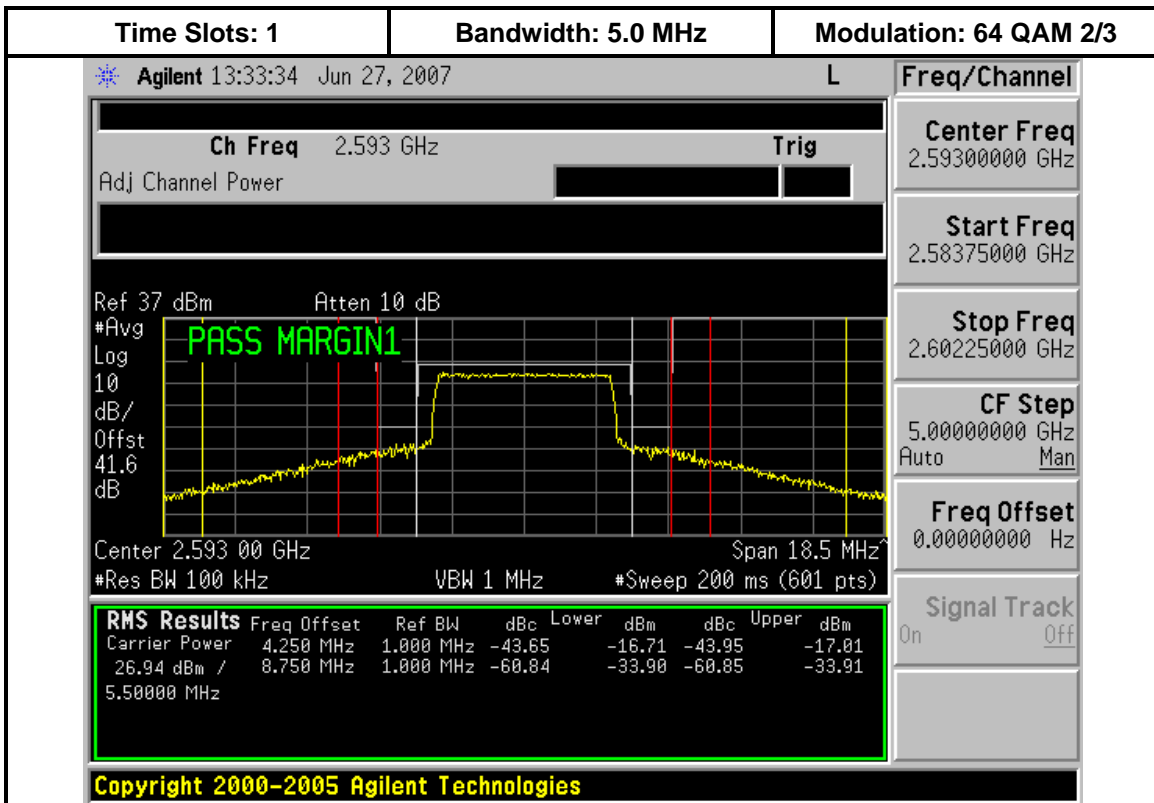 Time Slots: 1 Bandwidth: 5.0 MHz Modulation: 64 QAM 2/3
Agilent 13:33:34 Jun 27, 2007 L Freq/Channel
Ch Freq 2.593 GHz Trig
Adj Channel Power
Center Freq
2.59300000 GHz
Start Freq
2.58375000 GHz
Stop Freq
2.60225000 GHz
CF Step
5.00000000 GHz
Auto Man
Freq Offset
0.00000000 Hz
Signal Track
On Off
Ref 37 dBm Atten 10 dB
#Avg
Log
10
dB/
Offst
41.6
dB
PASS MARGIN1
Center 2.593 00 GHz Span 18.5 MHz^
#Res BW 100 kHz VBW 1 MHz #Sweep 200 ms (601 pts)
RMS Results Freq Offset Ref BW dBc Lower dBm dBc Upper dBm
Carrier Power 4.250 MHz 1.000 MHz -43.65 -16.71 -43.95 -17.01
26.94 dBm / 8.750 MHz 1.000 MHz -60.84 -33.90 -60.85 -33.91
5.50000 MHz
Copyright 2000-2005 Agilent Technologies